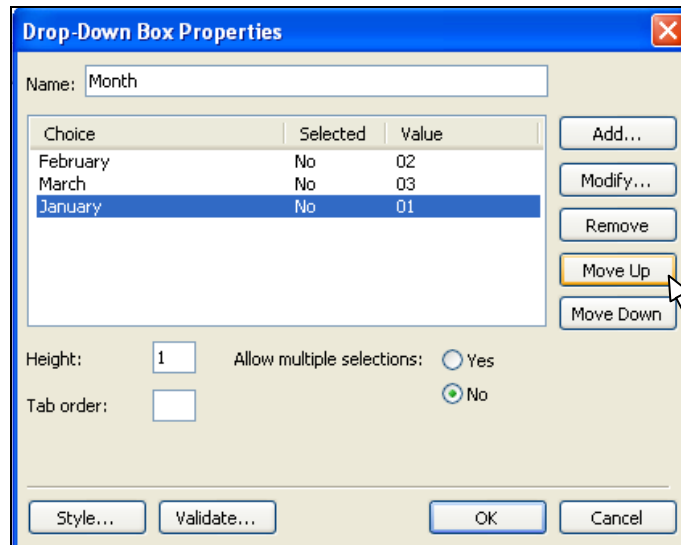 Drop-Down Box Properties
Name: Month
Choice Selected Value
February No 02
March No 03
January No 01
Add...
Modify...
Remove
Move Up
Move Down
Height: 1 Allow multiple selections: Yes
No
Tab order:
Style... Validate... OK Cancel